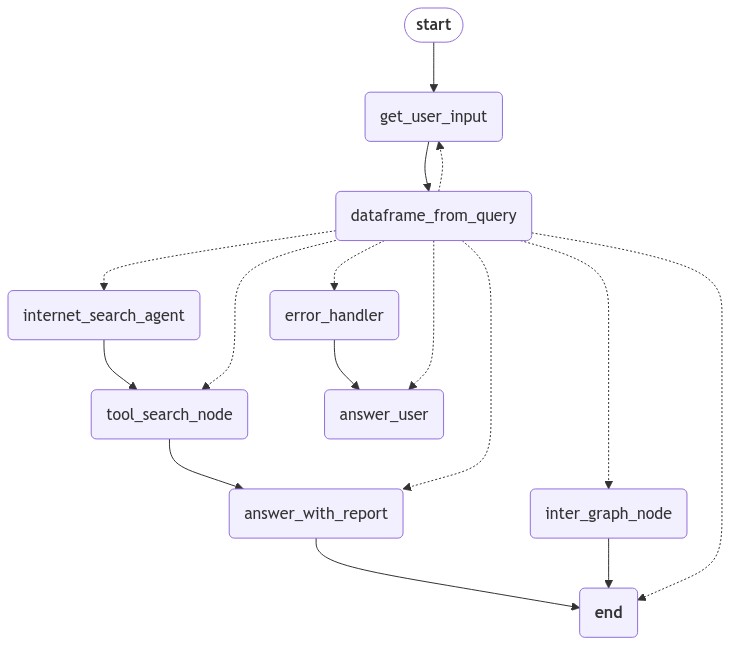 start
get_user_input
dataframe_from_query
internet_search_agent
error_handler
tool_search_node
answer_user
answer_with_report
inter_graph_node
end